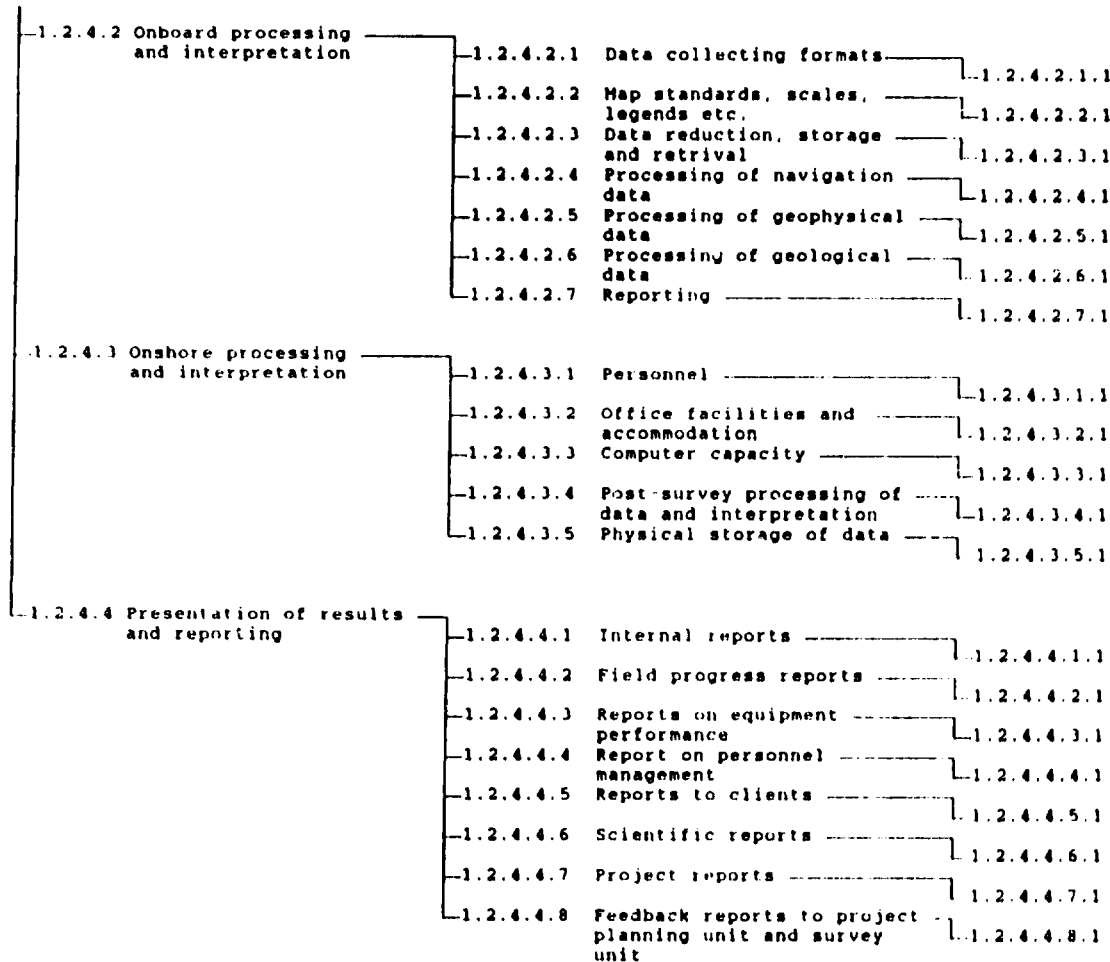 1.2.4.2 Onboard processing
and interpretation
1.2.4.2.1 Data collecting formats
1.2.4.2.1.1
1.2.4.2.2 Map standards, scales,
legends etc.
1.2.4.2.2.1
1.2.4.2.3 Data reduction, storage
and retrival
1.2.4.2.3.1
1.2.4.2.4 Processing of navigation
data
1.2.4.2.4.1
1.2.4.2.5 Processing of geophysical
data
1.2.4.2.5.1
1.2.4.2.6 Processing of geological
data
1.2.4.2.6.1
1.2.4.2.7 Reporting
1.2.4.2.7.1
1.2.4.3 Onshore processing
and interpretation
1.2.4.3.1 Personnel
1.2.4.3.1.1
1.2.4.3.2 Office facilities and
accommodation
1.2.4.3.2.1
1.2.4.3.3 Computer capacity
1.2.4.3.3.1
1.2.4.3.4 Post-survey processing of
data and interpretation
1.2.4.3.4.1
1.2.4.3.5 Physical storage of data
1.2.4.3.5.1
1.2.4.4 Presentation of results
and reporting
1.2.4.4.1 Internal reports
1.2.4.4.1.1
1.2.4.4.2 Field progress reports
1.2.4.4.2.1
1.2.4.4.3 Reports on equipment
performance
1.2.4.4.3.1
1.2.4.4.4 Report on personnel
management
1.2.4.4.4.1
1.2.4.4.5 Reports to clients
1.2.4.4.5.1
1.2.4.4.6 Scientific reports
1.2.4.4.6.1
1.2.4.4.7 Project reports
1.2.4.4.7.1
1.2.4.4.8 Feedback reports to project
planning unit and survey
unit
1.2.4.4.8.1